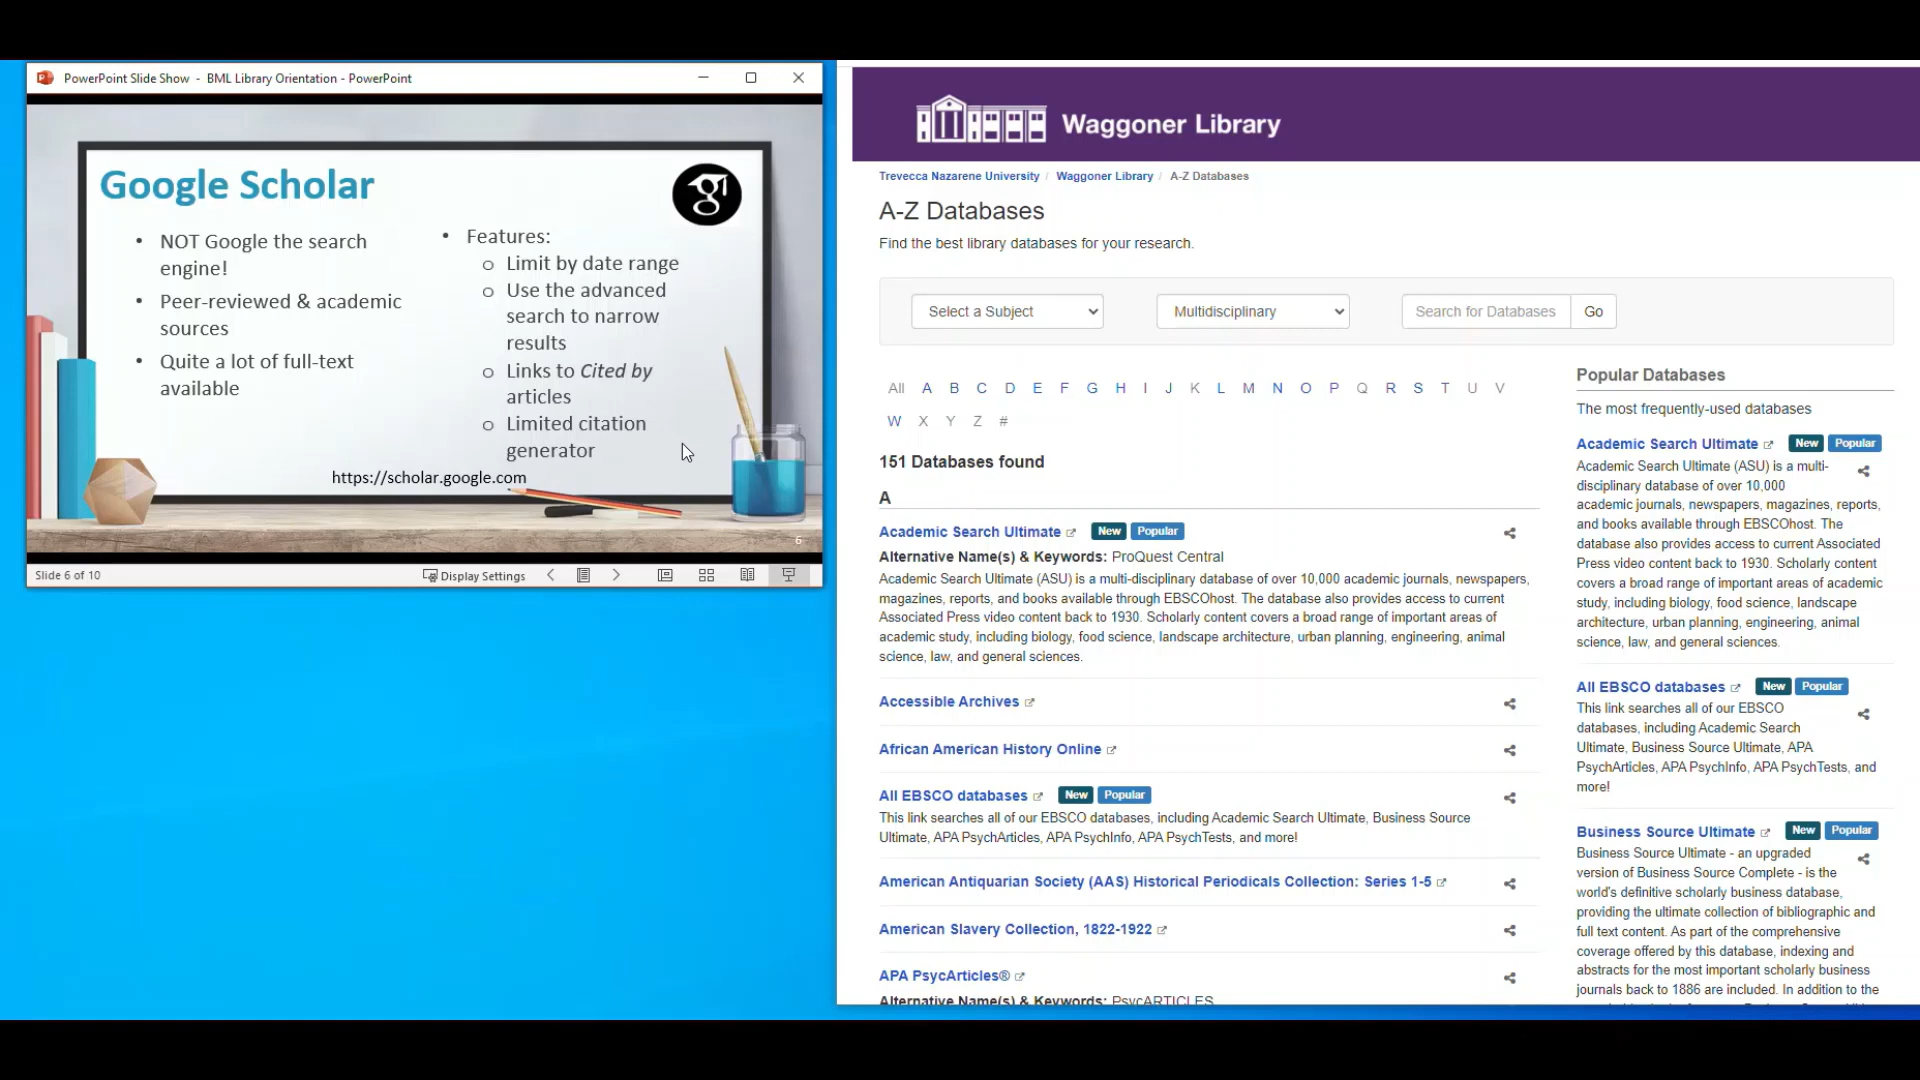 PowerPoint Slide Show - BML Library Orientation - PowerPoint
Google Scholar
• NOT Google the search
engine!
• Peer-reviewed & academic
sources
• Quite a lot of full-text
available
• Features:
o Limit by date range
o Use the advanced
search to narrow
results
o Links to Cited by
articles
o Limited citation
generator
https://scholar.google.com
6
Slide 6 of 10
Display Settings
Waggoner Library
Trevecca Nazarene University / Waggoner Library / A-Z Databases
A-Z Databases
Find the best library databases for your research.
Select a Subject
Multidisciplinary
Search for Databases
Go
All A B C D E F G H I J K L M N O P Q R S T U V
W X Y Z #
151 Databases found
A
Academic Search Ultimate New Popular
Alternative Name(s) & Keywords: ProQuest Central
Academic Search Ultimate (ASU) is a multi-disciplinary database of over 10,000 academic journals, newspapers,
magazines, reports, and books available through EBSCOhost. The database also provides access to current
Associated Press video content back to 1930. Scholarly content covers a broad range of important areas of
academic study, including biology, food science, landscape architecture, urban planning, engineering, animal
science, law, and general sciences.
Accessible Archives
African American History Online
All EBSCO databases New Popular
This link searches all of our EBSCO databases, including Academic Search Ultimate, Business Source
Ultimate, APA PsychArticles, APA PsychInfo, APA PsychTests, and more!
American Antiquarian Society (AAS) Historical Periodicals Collection: Series 1-5
American Slavery Collection, 1822-1922
APA PsycArticles®
Alternative Name(s) & Keywords: PsycARTICLES
Popular Databases
The most frequently-used databases
Academic Search Ultimate New Popular
Academic Search Ultimate (ASU) is a multi-
disciplinary database of over 10,000
academic journals, newspapers, magazines, reports,
and books available through EBSCOhost. The
database also provides access to current Associated
Press video content back to 1930. Scholarly content
covers a broad range of important areas of academic
study, including biology, food science, landscape
architecture, urban planning, engineering, animal
science, law, and general sciences.
All EBSCO databases New Popular
This link searches all of our EBSCO
databases, including Academic Search
Ultimate, Business Source Ultimate, APA
PsychArticles, APA PsychInfo, APA PsychTests, and
more!
Business Source Ultimate New Popular
Business Source Ultimate - an upgraded
version of Business Source Complete - is the
world's definitive scholarly business database,
providing the ultimate collection of bibliographic and
full text content. As part of the comprehensive
coverage offered by this database, indexing and
abstracts for the most important scholarly business
journals back to 1886 are included. In addition to the